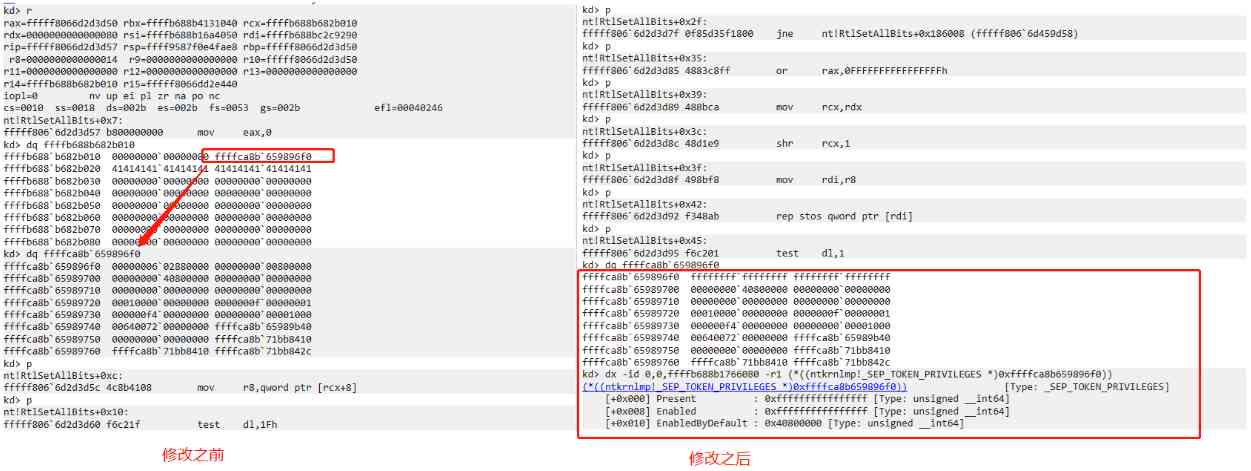 kd> r
rax=fffff8066d2d3d50 rbx=ffffb688b4131040 rcx=ffffb688b682b010
rdx=0000000000000080 rsi=ffffb688b16a4050 rdi=ffffb688bc2c9290
rip=fffff8066d2d3d57 rsp=ffff9587f0e4fae8 rbp=fffff8066d2d3d50
r8=0000000000000014 r9=0000000000000000 r10=fffff8066d2d3d50
r11=0000000000000000 r12=0000000000000000 r13=0000000000000000
r14=ffffb688b682b010 r15=fffff8066dd2e440
iopl=0 nv up ei pl zr na po nc
cs=0010 ss=0018 ds=002b es=002b fs=0053 gs=002b efl=00040246
nt!RtlSetAllBits+0x7:
fffff806`6d2d3d57 b800000000 mov eax,0
kd> dq ffffb688b682b010
ffffb688`b682b010 00000000`00000080 ffffca8b`659896f0
ffffb688`b682b020 41414141`41414141 41414141`41414141
ffffb688`b682b030 00000000`00000000 00000000`00000000
ffffb688`b682b040 00000000`00000000 00000000`00000000
ffffb688`b682b050 00000000`00000000 00000000`00000000
ffffb688`b682b060 00000000`00000000 00000000`00000000
ffffb688`b682b070 00000000`00000000 00000000`00000000
ffffb688`b682b080 00000000`00000000 00000000`00000000
kd> dq ffffca8b`659896f0
ffffca8b`659896f0 00000006`02880000 00000000`00800000
ffffca8b`65989700 00000000`40800000 00000000`00000000
ffffca8b`65989710 00000000`00000000 00000000`00000000
ffffca8b`65989720 00010000`00000000 0000000f`00000001
ffffca8b`65989730 000000f4`00000000 00000000`00001000
ffffca8b`65989740 00640072`00000000 ffffca8b`65989b40
ffffca8b`65989750 00000000`00000000 ffffca8b`71bb8410
ffffca8b`65989760 ffffca8b`71bb8410 ffffca8b`71bb842c
kd> p
nt!RtlSetAllBits+0xc:
fffff806`6d2d3d5c 4c8b4108 mov r8,qword ptr [rcx+8]
kd> p
nt!RtlSetAllBits+0x10:
fffff806`6d2d3d60 f6c21f test dl,1Fh
修改之前
kd> p
nt!RtlSetAllBits+0x2f:
fffff806`6d2d3d7f 0f85d35f1800 jne nt!RtlSetAllBits+0x186008 (fffff806`6d459d58)
kd> p
nt!RtlSetAllBits+0x35:
fffff806`6d2d3d85 4883c8ff or rax,0FFFFFFFFFFFFFFFFh
kd> p
nt!RtlSetAllBits+0x39:
fffff806`6d2d3d89 488bca mov rcx,rdx
kd> p
nt!RtlSetAllBits+0x3c:
fffff806`6d2d3d8c 48d1e9 shr rcx,1
kd> p
nt!RtlSetAllBits+0x3f:
fffff806`6d2d3d8f 498bf8 mov rdi,r8
kd> p
nt!RtlSetAllBits+0x42:
fffff806`6d2d3d92 f348ab rep stos qword ptr [rdi]
kd> p
nt!RtlSetAllBits+0x45:
fffff806`6d2d3d95 f6c201 test dl,1
kd> dq ffffca8b`659896f0
ffffca8b`659896f0 ffffffff`ffffffff ffffffff`ffffffff
ffffca8b`65989700 00000000`40800000 00000000`00000000
ffffca8b`65989710 00000000`00000000 00000000`00000000
ffffca8b`65989720 00010000`00000000 0000000f`00000001
ffffca8b`65989730 000000f4`00000000 00000000`00001000
ffffca8b`65989740 00640072`00000000 ffffca8b`65989b40
ffffca8b`65989750 00000000`00000000 ffffca8b`71bb8410
ffffca8b`65989760 ffffca8b`71bb8410 ffffca8b`71bb842c
kd> dx -id 0,0,ffffb688b1766080 -r1 (*((ntkrnlmp!_SEP_TOKEN_PRIVILEGES *)0xffffca8b659896f0))
(*((ntkrnlmp!_SEP_TOKEN_PRIVILEGES *)0xffffca8b659896f0)) [Type: _SEP_TOKEN_PRIVILEGES]
[+0x000] Present : 0xffffffffffffffff [Type: unsigned __int64]
[+0x008] Enabled : 0xffffffffffffffff [Type: unsigned __int64]
[+0x010] EnabledByDefault : 0x40800000 [Type: unsigned __int64]
修改之后